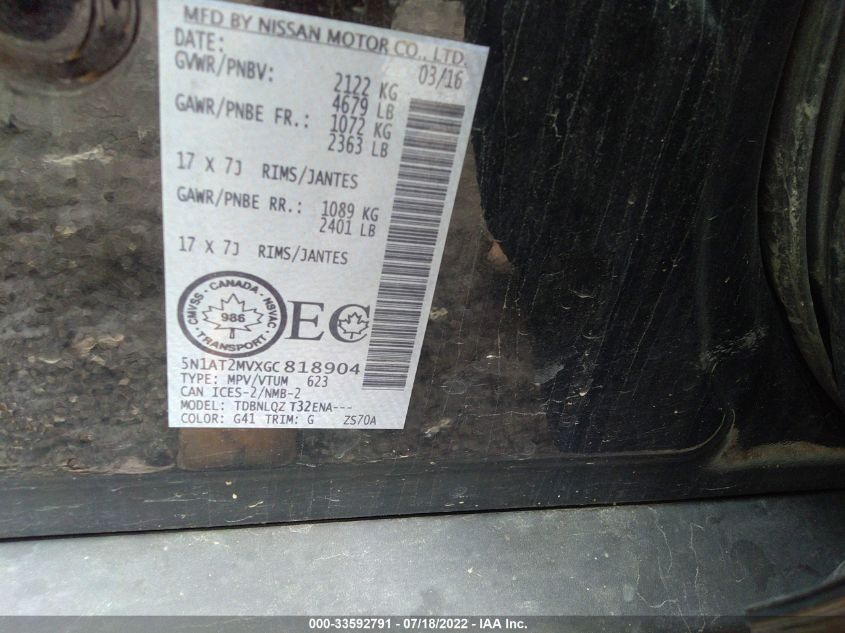 MFD BY NISSAN MOTOR CO., LTD.
DATE: 03/16
GVWR/PNBV: 2122 KG
4679 LB
GAWR/PNBE FR.: 1072 KG
2363 LB
17 X 7J RIMS/JANTES
GAWR/PNBE RR.: 1089 KG
2401 LB
17 X 7J RIMS/JANTES
CANADA
CMVSS NSVAC
986
TRANSPORT
EC
5N1AT2MVXGC818904
TYPE: MPV/VTUM 623
CAN ICES-2/NMB-2
MODEL: TDBNLQZ T32ENA---
COLOR: G41 TRIM: G ZS70A
000-33592791 - 07/18/2022 - IAA Inc.